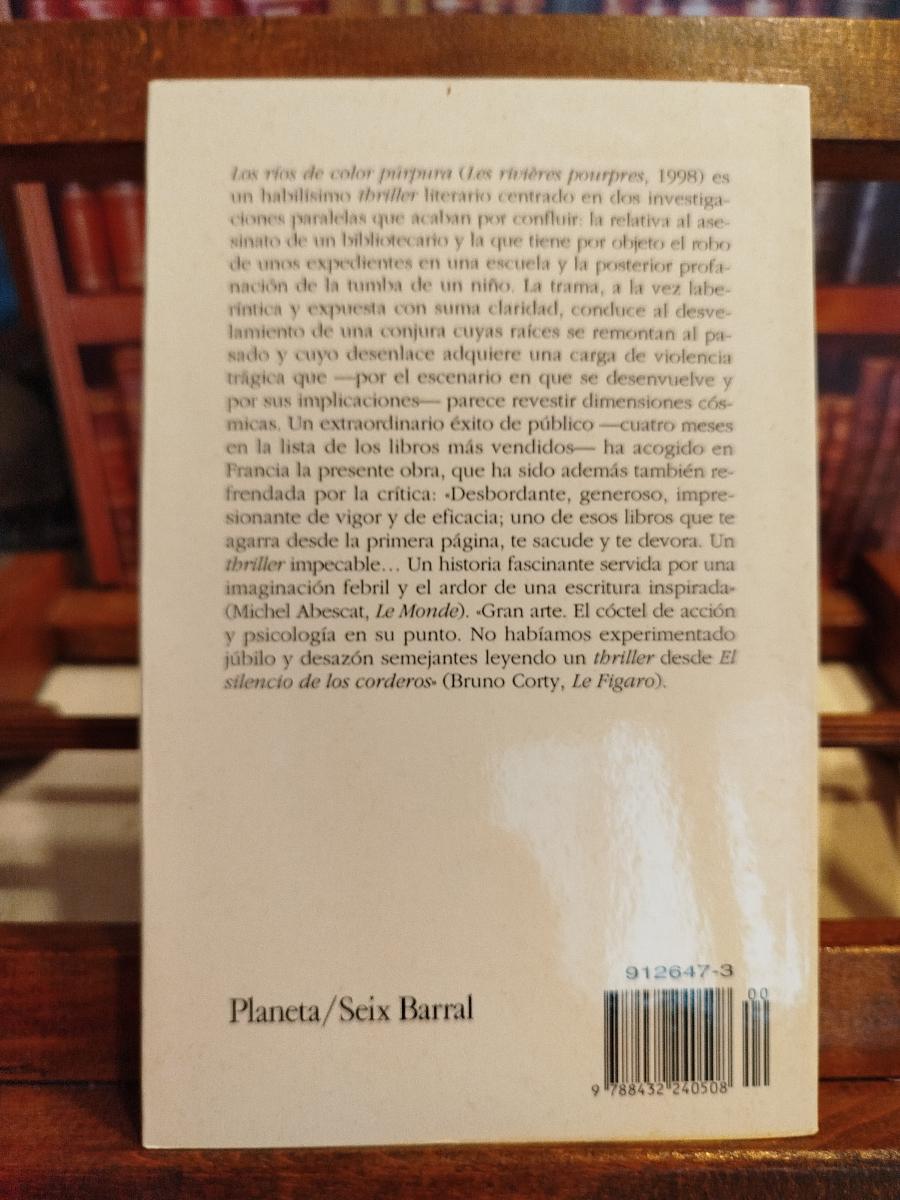 Los ríos de color púrpura (Les rivières pourpres, 1998) es
un habilísimo thriller literario centrado en dos investiga-
ciones paralelas que acaban por confluir: la relativa al ase-
sinato de un bibliotecario y la que tiene por objeto el robo
de unos expedientes en una escuela y la posterior profa-
nación de la tumba de un niño. La trama, a la vez labe-
ríntica y expuesta con suma claridad, conduce al desve-
lamiento de una conjura cuyas raíces se remontan al pa-
sado y cuyo desenlace adquiere una carga de violencia
trágica que —por el escenario en que se desenvuelve y
por sus implicaciones— parece revestir dimensiones cós-
micas. Un extraordinario éxito de público —cuatro meses
en la lista de los libros más vendidos— ha acogido en
Francia la presente obra, que ha sido además también re-
frendada por la crítica: «Desbordante, generoso, impre-
sionante de vigor y de eficacia; uno de esos libros que te
agarra desde la primera página, te sacude y te devora. Un
thriller impecable... Un historia fascinante servida por una
imaginación febril y el ardor de una escritura inspirada»
(Michel Abescat, Le Monde). «Gran arte. El cóctel de acción
y psicología en su punto. No habíamos experimentado
júbilo y desazón semejantes leyendo un thriller desde El
silencio de los corderos» (Bruno Corty, Le Figaro).
912647-3
00
Planeta/Seix Barral
9 788432 240508